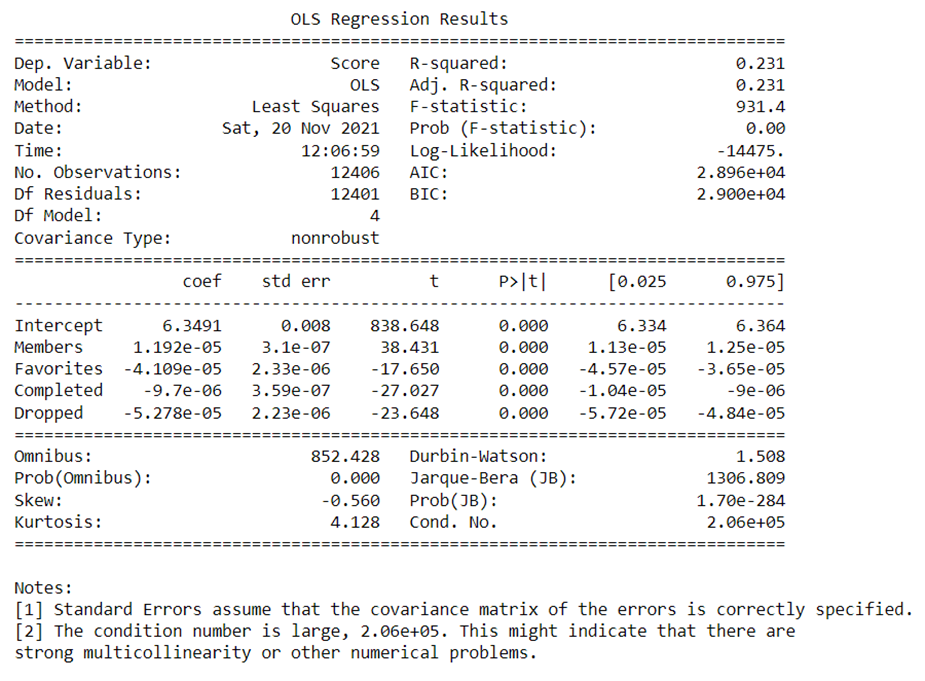 OLS Regression Results
==============================================================================
Dep. Variable: Score R-squared: 0.231
Model: OLS Adj. R-squared: 0.231
Method: Least Squares F-statistic: 931.4
Date: Sat, 20 Nov 2021 Prob (F-statistic): 0.00
Time: 12:06:59 Log-Likelihood: -14475.
No. Observations: 12406 AIC: 2.896e+04
Df Residuals: 12401 BIC: 2.900e+04
Df Model: 4
Covariance Type: nonrobust
==============================================================================
coef std err t P>|t| [0.025 0.975]
------------------------------------------------------------------------------
Intercept 6.3491 0.008 838.648 0.000 6.334 6.364
Members 1.192e-05 3.1e-07 38.431 0.000 1.13e-05 1.25e-05
Favorites -4.109e-05 2.33e-06 -17.650 0.000 -4.57e-05 -3.65e-05
Completed -9.7e-06 3.59e-07 -27.027 0.000 -1.04e-05 -9e-06
Dropped -5.278e-05 2.23e-06 -23.648 0.000 -5.72e-05 -4.84e-05
==============================================================================
Omnibus: 852.428 Durbin-Watson: 1.508
Prob(Omnibus): 0.000 Jarque-Bera (JB): 1306.809
Skew: -0.560 Prob(JB): 1.70e-284
Kurtosis: 4.128 Cond. No. 2.06e+05
==============================================================================
Notes:
[1] Standard Errors assume that the covariance matrix of the errors is correctly specified.
[2] The condition number is large, 2.06e+05. This might indicate that there are
strong multicollinearity or other numerical problems.